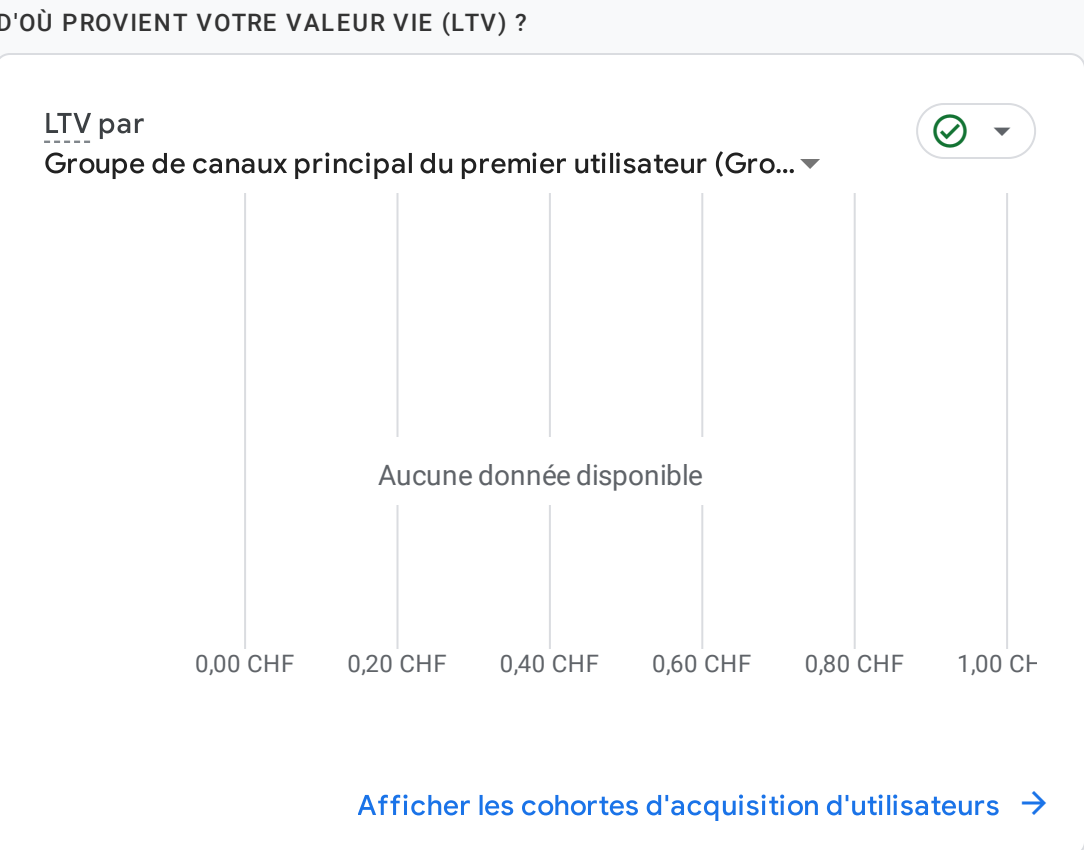 D'OÙ PROVIENT VOTRE VALEUR VIE (LTV) ?
LTV par
Groupe de canaux principal du premier utilisateur (Gro...
Aucune donnée disponible
0,00 CHF 0,20 CHF 0,40 CHF 0,60 CHF 0,80 CHF 1,00 CH
Afficher les cohortes d'acquisition d'utilisateurs